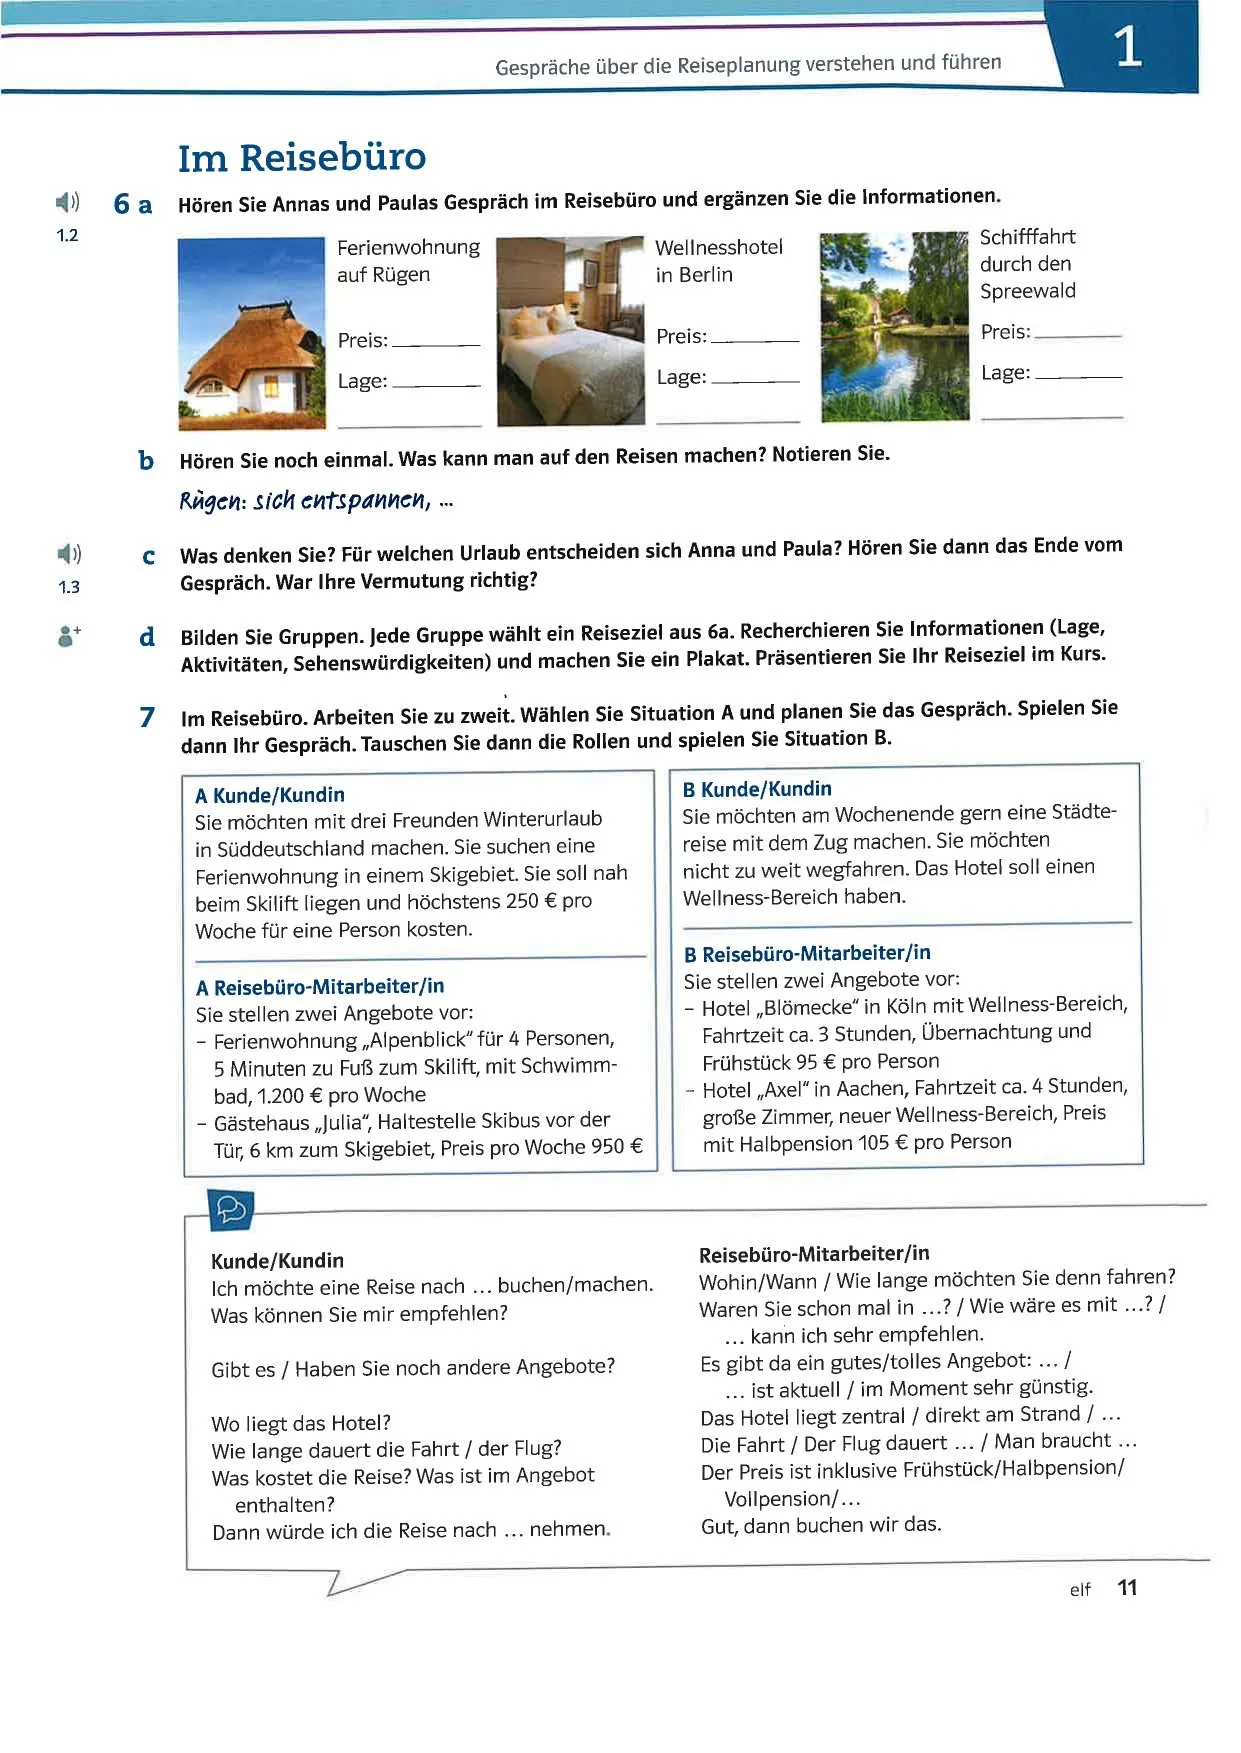 Gespräche über die Reiseplanung verstehen und führen
1
Im Reisebüro
6 a Hören Sie Annas und Paulas Gespräch im Reisebüro und ergänzen Sie die Informationen.
1.2
Ferienwohnung
auf Rügen
Preis:
Lage:
Wellnesshotel
in Berlin
Preis:
Lage:
Schifffahrt
durch den
Spreewald
Preis:
Lage:
b Hören Sie noch einmal. Was kann man auf den Reisen machen? Notieren Sie.
Rügen: sich entspannen, ...
c Was denken Sie? Für welchen Urlaub entscheiden sich Anna und Paula? Hören Sie dann das Ende vom
1.3
Gespräch. War Ihre Vermutung richtig?
d Bilden Sie Gruppen. Jede Gruppe wählt ein Reiseziel aus 6a. Recherchieren Sie Informationen (Lage,
Aktivitäten, Sehenswürdigkeiten) und machen Sie ein Plakat. Präsentieren Sie Ihr Reiseziel im Kurs.
7 Im Reisebüro. Arbeiten Sie zu zweit. Wählen Sie Situation A und planen Sie das Gespräch. Spielen Sie
dann Ihr Gespräch. Tauschen Sie dann die Rollen und spielen Sie Situation B.
A Kunde/Kundin
Sie möchten mit drei Freunden Winterurlaub
in Süddeutschland machen. Sie suchen eine
Ferienwohnung in einem Skigebiet. Sie soll nah
beim Skilift liegen und höchstens 250 € pro
Woche für eine Person kosten.
A Reisebüro-Mitarbeiter/in
Sie stellen zwei Angebote vor:
– Ferienwohnung „Alpenblick" für 4 Personen,
5 Minuten zu Fuß zum Skilift, mit Schwimm-
bad, 1.200 € pro Woche
– Gästehaus „Julia", Haltestelle Skibus vor der
Tür, 6 km zum Skigebiet, Preis pro Woche 950 €
B Kunde/Kundin
Sie möchten am Wochenende gern eine Städte-
reise mit dem Zug machen. Sie möchten
nicht zu weit wegfahren. Das Hotel soll einen
Wellness-Bereich haben.
B Reisebüro-Mitarbeiter/in
Sie stellen zwei Angebote vor:
– Hotel „Blömecke" in Köln mit Wellness-Bereich,
Fahrtzeit ca. 3 Stunden, Übernachtung und
Frühstück 95 € pro Person
– Hotel „Axel" in Aachen, Fahrtzeit ca. 4 Stunden,
große Zimmer, neuer Wellness-Bereich, Preis
mit Halbpension 105 € pro Person
Kunde/Kundin
Ich möchte eine Reise nach ... buchen/machen.
Was können Sie mir empfehlen?
Gibt es / Haben Sie noch andere Angebote?
Wo liegt das Hotel?
Wie lange dauert die Fahrt / der Flug?
Was kostet die Reise? Was ist im Angebot
enthalten?
Dann würde ich die Reise nach ... nehmen.
Reisebüro-Mitarbeiter/in
Wohin/Wann / Wie lange möchten Sie denn fahren?
Waren Sie schon mal in ...? / Wie wäre es mit ...? /
... kann ich sehr empfehlen.
Es gibt da ein gutes/tolles Angebot: ... /
... ist aktuell / im Moment sehr günstig.
Das Hotel liegt zentral / direkt am Strand / ...
Die Fahrt / Der Flug dauert ... / Man braucht ...
Der Preis ist inklusive Frühstück/Halbpension/
Vollpension/...
Gut, dann buchen wir das.
elf 11